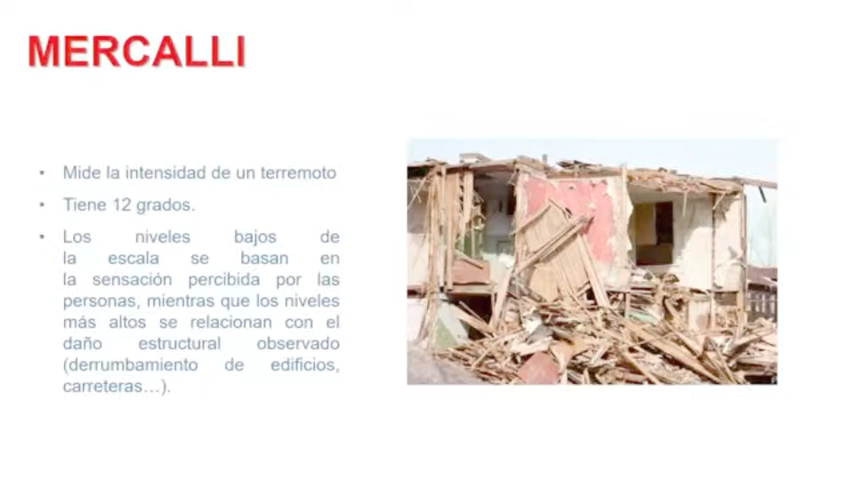 MERCALLI
• Mide la intensidad de un terremoto
• Tiene 12 grados.
• Los niveles bajos de
la escala se basan en
la sensación percibida por las
personas, mientras que los niveles
más altos se relacionan con el
daño estructural observado
(derrumbamiento de edificios,
carreteras…).